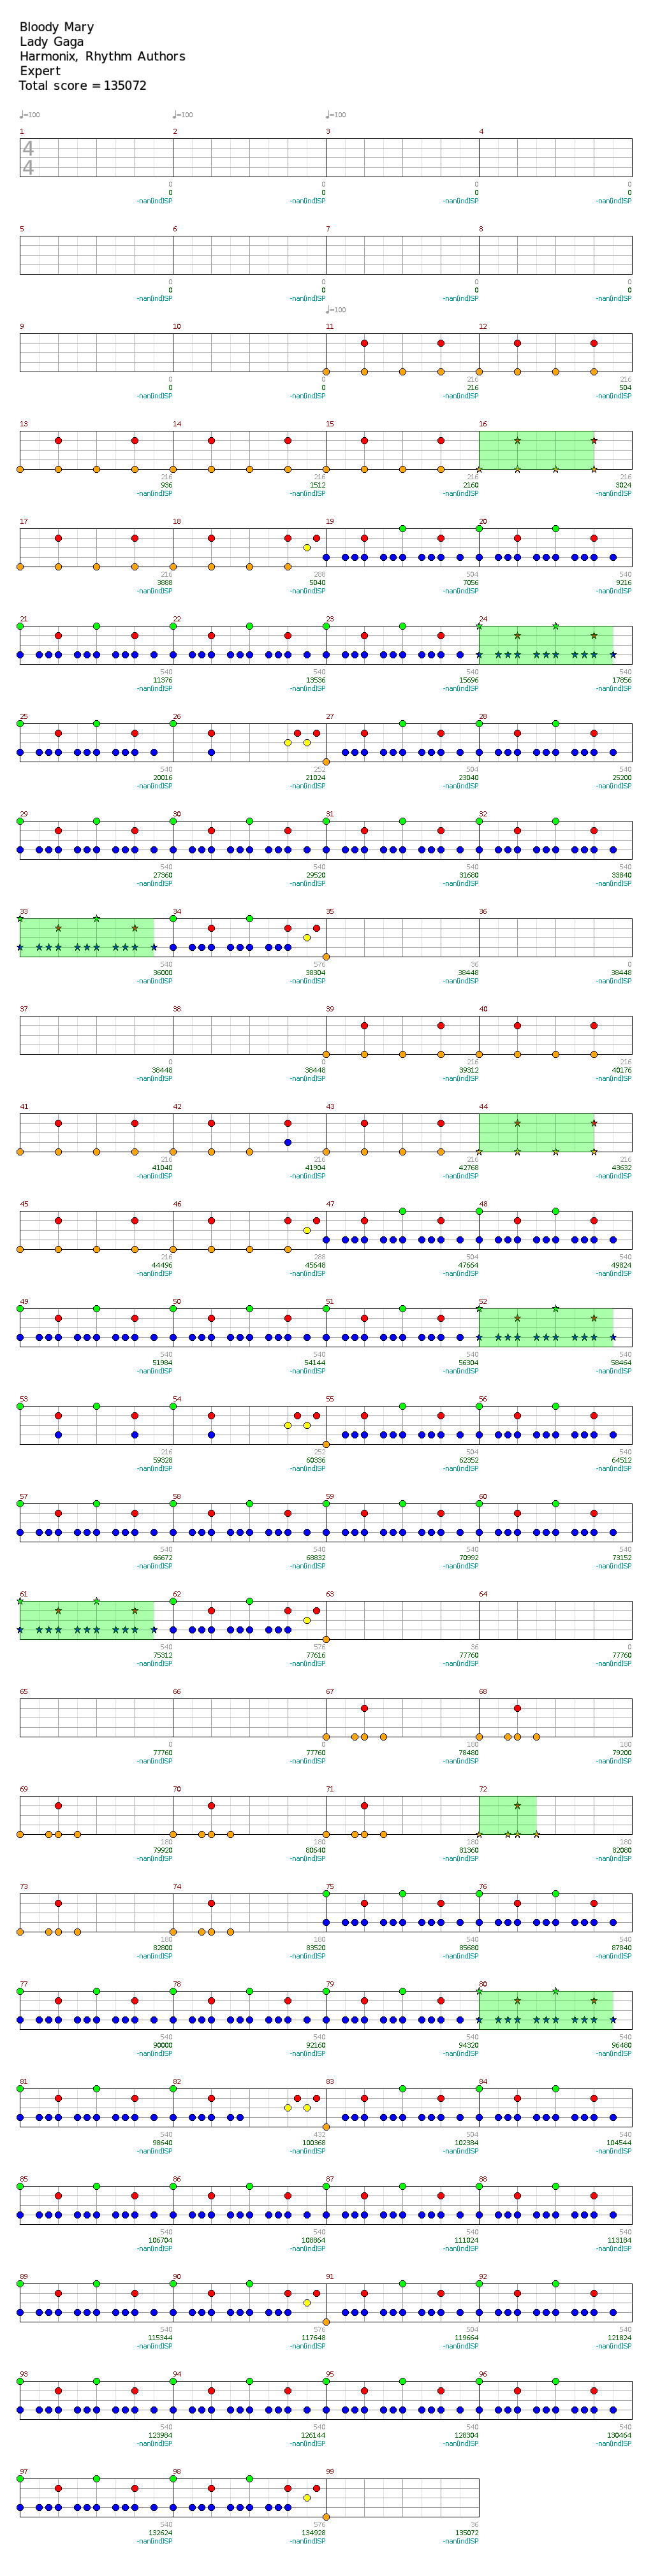 Bloody Mary
Lady Gaga
Harmonix, Rhythm Authors
Expert
Total score = 135072
♩=100 ♩=100 ♩=100
1 2 3 4
4
4
0 0 0 0
0 0 0 0
-nan(ind)SP -nan(ind)SP -nan(ind)SP -nan(ind)SP
5 6 7 8
0 0 0 0
0 0 0 0
-nan(ind)SP -nan(ind)SP -nan(ind)SP -nan(ind)SP
♩=100
9 10 11 12
0 0 216 216
0 0 216 504
-nan(ind)SP -nan(ind)SP -nan(ind)SP -nan(ind)SP
13 14 15 16
216 216 216 216
936 1512 2160 3024
-nan(ind)SP -nan(ind)SP -nan(ind)SP -nan(ind)SP
17 18 19 20
216 288 504 540
3888 5040 7056 9216
-nan(ind)SP -nan(ind)SP -nan(ind)SP -nan(ind)SP
21 22 23 24
540 540 540 540
11376 13536 15696 17856
-nan(ind)SP -nan(ind)SP -nan(ind)SP -nan(ind)SP
25 26 27 28
540 252 504 540
20016 21024 23040 25200
-nan(ind)SP -nan(ind)SP -nan(ind)SP -nan(ind)SP
29 30 31 32
540 540 540 540
27360 29520 31680 33840
-nan(ind)SP -nan(ind)SP -nan(ind)SP -nan(ind)SP
33 34 35 36
540 576 36 0
36000 38304 38448 38448
-nan(ind)SP -nan(ind)SP -nan(ind)SP -nan(ind)SP
37 38 39 40
0 0 216 216
38448 38448 39312 40176
-nan(ind)SP -nan(ind)SP -nan(ind)SP -nan(ind)SP
41 42 43 44
216 216 216 216
41040 41904 42768 43632
-nan(ind)SP -nan(ind)SP -nan(ind)SP -nan(ind)SP
45 46 47 48
216 288 504 540
44496 45648 47664 49824
-nan(ind)SP -nan(ind)SP -nan(ind)SP -nan(ind)SP
49 50 51 52
540 540 540 540
51984 54144 56304 58464
-nan(ind)SP -nan(ind)SP -nan(ind)SP -nan(ind)SP
53 54 55 56
216 252 504 540
59328 60336 62352 64512
-nan(ind)SP -nan(ind)SP -nan(ind)SP -nan(ind)SP
57 58 59 60
540 540 540 540
66672 68832 70992 73152
-nan(ind)SP -nan(ind)SP -nan(ind)SP -nan(ind)SP
61 62 63 64
540 576 36 0
75312 77616 77760 77760
-nan(ind)SP -nan(ind)SP -nan(ind)SP -nan(ind)SP
65 66 67 68
0 0 180 180
77760 77760 78480 79200
-nan(ind)SP -nan(ind)SP -nan(ind)SP -nan(ind)SP
69 70 71 72
180 180 180 180
79920 80640 81360 82080
-nan(ind)SP -nan(ind)SP -nan(ind)SP -nan(ind)SP
73 74 75 76
180 180 540 540
82800 83520 85680 87840
-nan(ind)SP -nan(ind)SP -nan(ind)SP -nan(ind)SP
77 78 79 80
540 540 540 540
90000 92160 94320 96480
-nan(ind)SP -nan(ind)SP -nan(ind)SP -nan(ind)SP
81 82 83 84
540 432 504 540
98640 100368 102384 104544
-nan(ind)SP -nan(ind)SP -nan(ind)SP -nan(ind)SP
85 86 87 88
540 540 540 540
106704 108864 111024 113184
-nan(ind)SP -nan(ind)SP -nan(ind)SP -nan(ind)SP
89 90 91 92
540 576 504 540
115344 117648 119664 121824
-nan(ind)SP -nan(ind)SP -nan(ind)SP -nan(ind)SP
93 94 95 96
540 540 540 540
123984 126144 128304 130464
-nan(ind)SP -nan(ind)SP -nan(ind)SP -nan(ind)SP
97 98 99
540 576 36
132624 134928 135072
-nan(ind)SP -nan(ind)SP -nan(ind)SP